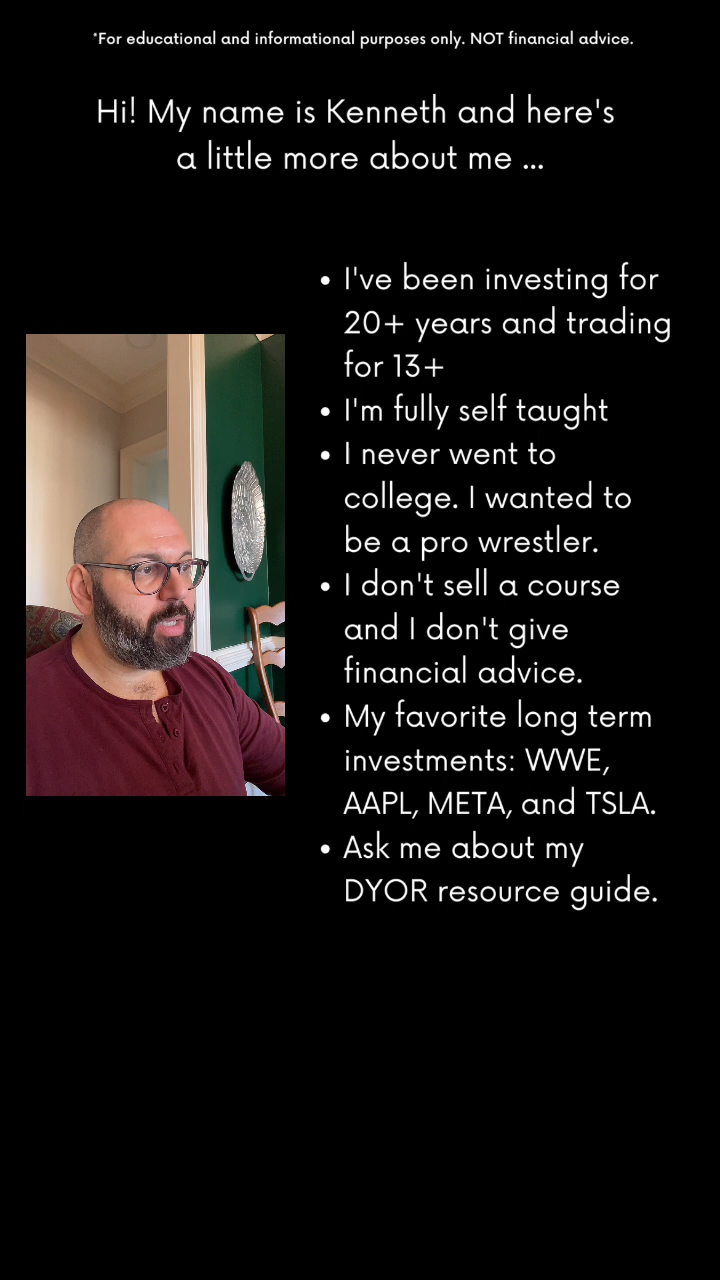 *For educational and informational purposes only. NOT financial advice.
Hi! My name is Kenneth and here's
a little more about me ...
• I've been investing for
20+ years and trading
for 13+
• I'm fully self taught
• I never went to
college. I wanted to
be a pro wrestler.
• I don't sell a course
and I don't give
financial advice.
• My favorite long term
investments: WWE,
AAPL, META, and TSLA.
• Ask me about my
DYOR resource guide.